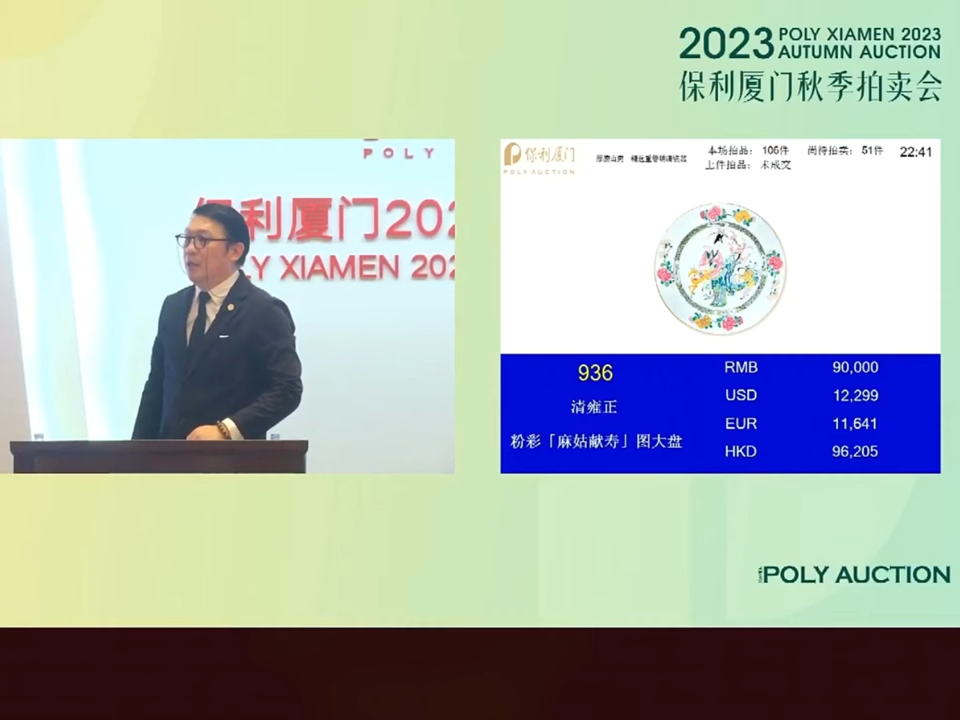 2023 POLY XIAMEN 2023
AUTUMN AUCTION
保利厦门秋季拍卖会
POLY
保利厦门202
LY XIAMEN 202
保利厦门
POLY AUCTION
本场拍品: 106件 尚待拍卖: 51件 22:41
上件拍品: 未成交
936
清雍正
粉彩「麻姑献寿」图大盘
RMB 90,000
USD 12,299
EUR 11,641
HKD 96,205
POLY AUCTION